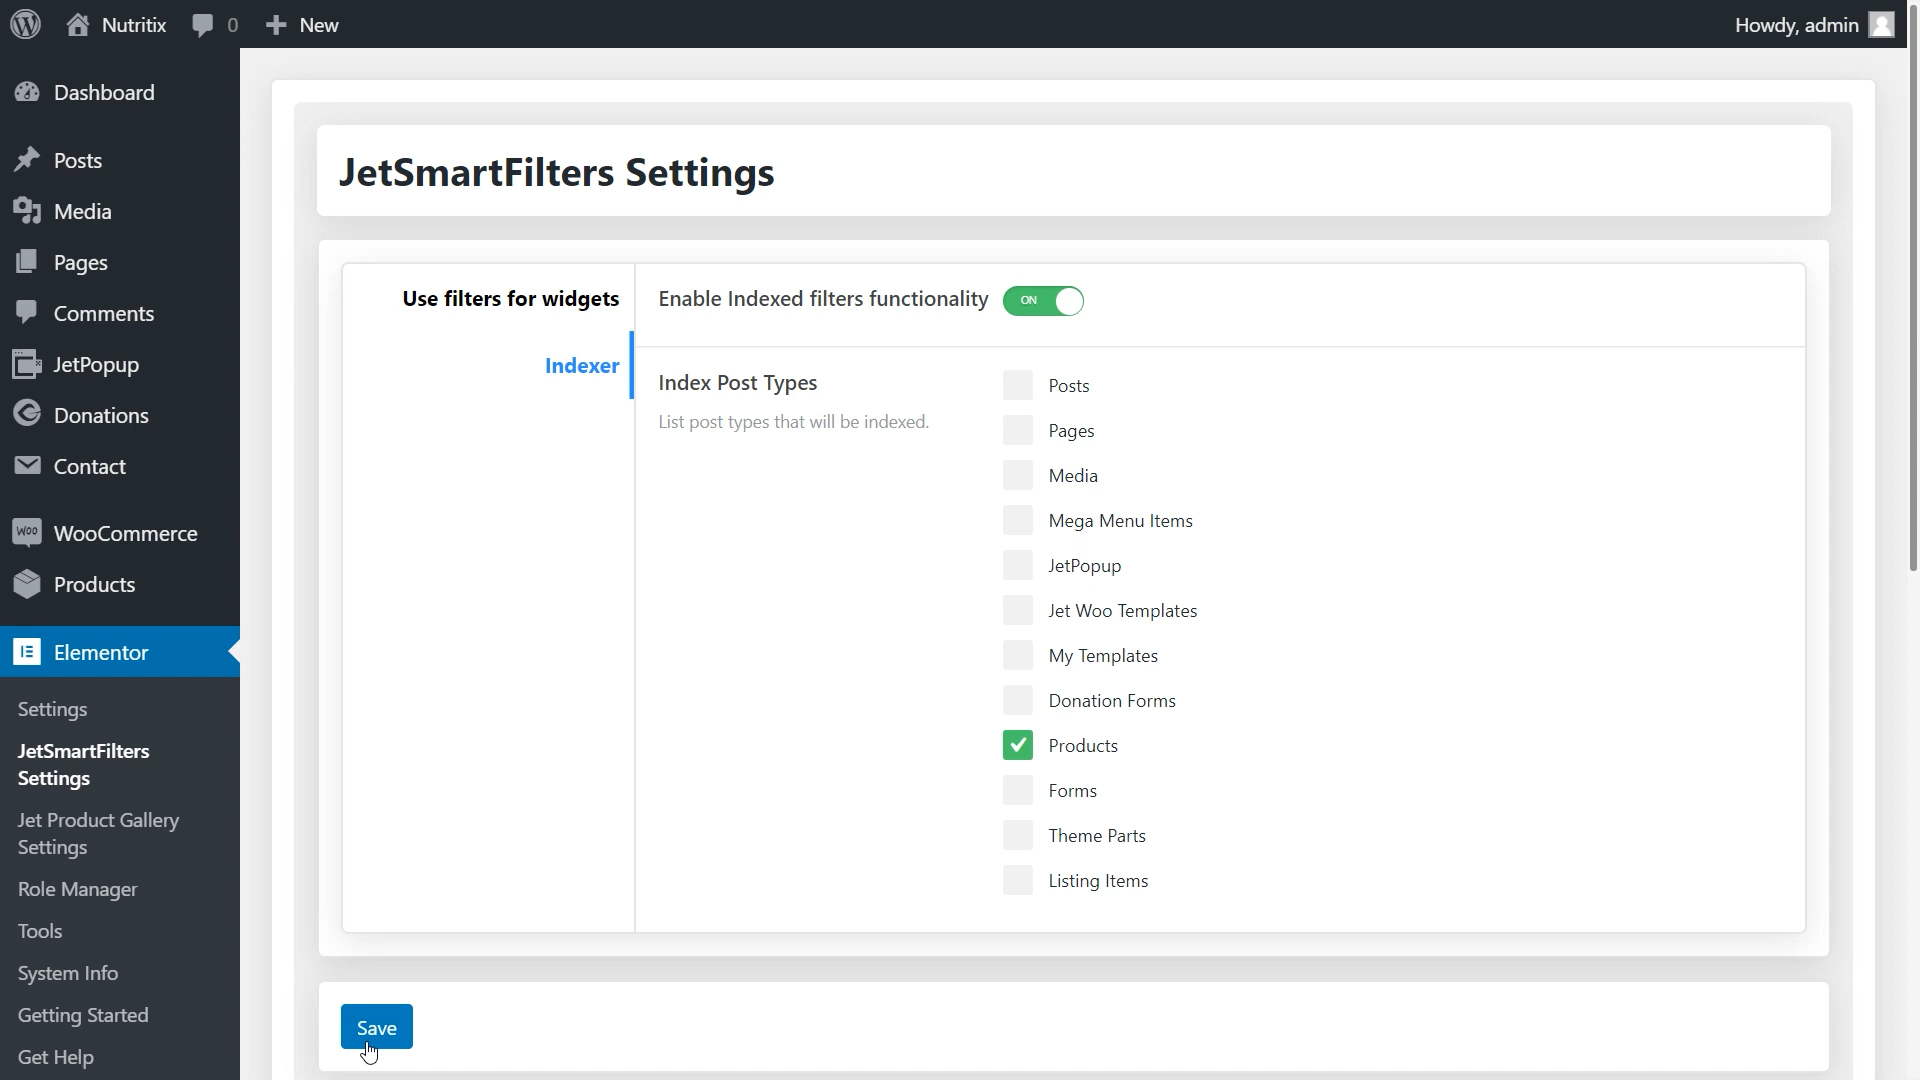 Nutritix
0
New
Howdy, admin
Dashboard
Posts
Media
Pages
Comments
JetPopup
Donations
Contact
WOO
WooCommerce
Products
Elementor
Settings
JetSmartFilters
Settings
Jet Product Gallery
Settings
Role Manager
Tools
System Info
Getting Started
Get Help
JetSmartFilters Settings
Use filters for widgets
Indexer
Enable Indexed filters functionality
ON
Index Post Types
List post types that will be indexed.
Posts
Pages
Media
Mega Menu Items
JetPopup
Jet Woo Templates
My Templates
Donation Forms
Products
Forms
Theme Parts
Listing Items
Save